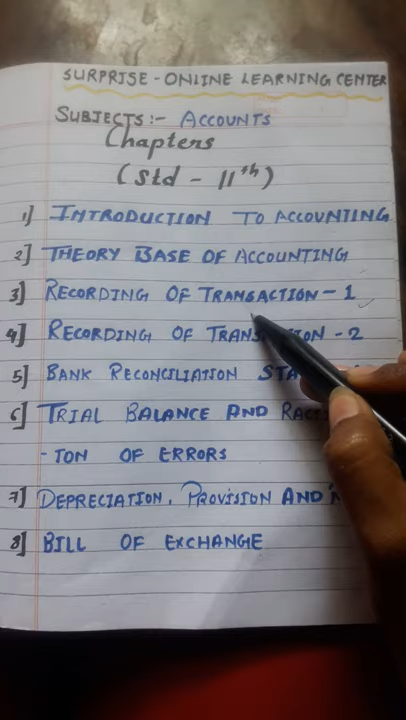 SURPRISE - ONLINE LEARNING CENTER
SUBJECTS:- ACCOUNTS
Chapters
(Std - 11th)
1] INTRODUCTION TO ACCOUNTING
2] THEORY BASE OF ACCOUNTING
3] RECORDING OF TRANSACTION - 1
4] RECORDING OF - 2
5] BANK RECONCILIATION
6] TRIAL BALANCE AND
- TON OF ERRORS
7] DEPRECIATION, PROVISION AND
8] BILL OF EXCHANGE